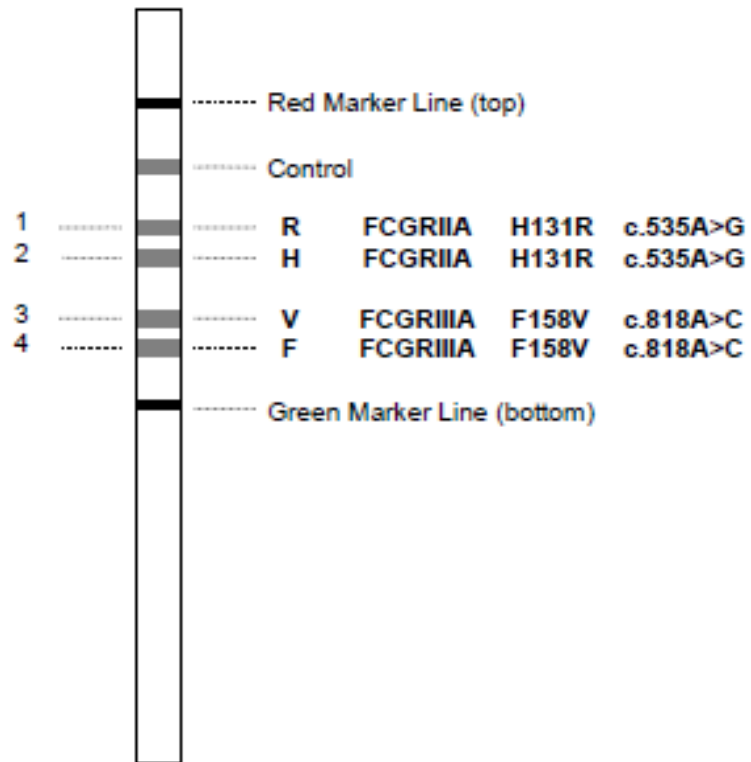 Red Marker Line (top)
Control
1 R FCGRIIA H131R c.535A>G
2 H FCGRIIA H131R c.535A>G
3 V FCGRIIIA F158V c.818A>C
4 F FCGRIIIA F158V c.818A>C
Green Marker Line (bottom)